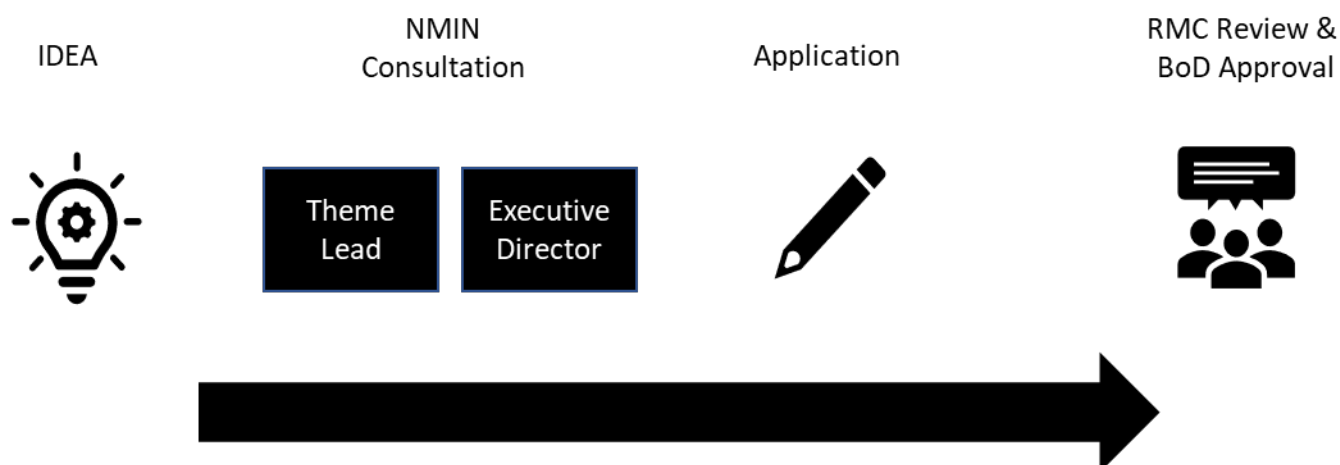 IDEA
NMIN
Consultation
Application
RMC Review &
BoD Approval
Theme
Lead
Executive
Director